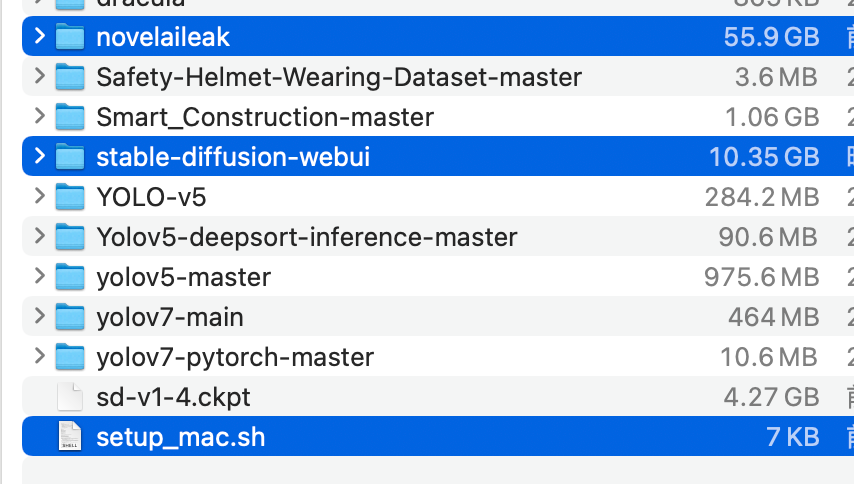 dracula
novelaileak 55.9 GB
Safety-Helmet-Wearing-Dataset-master 3.6 MB
Smart_Construction-master 1.06 GB
stable-diffusion-webui 10.35 GB
YOLO-v5 284.2 MB
Yolov5-deepsort-inference-master 90.6 MB
yolov5-master 975.6 MB
yolov7-main 464 MB
yolov7-pytorch-master 10.6 MB
sd-v1-4.ckpt 4.27 GB
SHELL
setup_mac.sh 7 KB